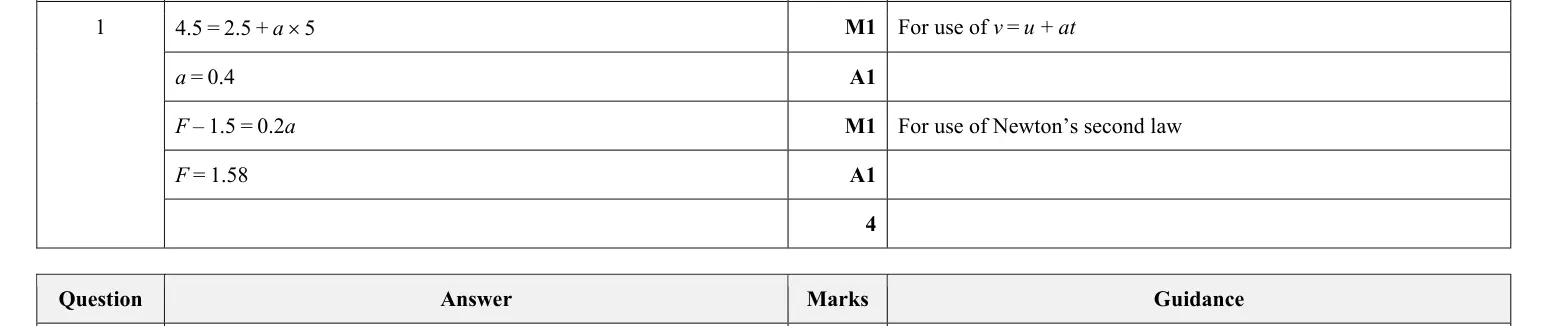 1 4.5 = 2.5 + a × 5 M1 For use of v = u + at
a = 0.4 A1
F – 1.5 = 0.2a M1 For use of Newton’s second law
F = 1.58 A1
4
Question Answer Marks Guidance